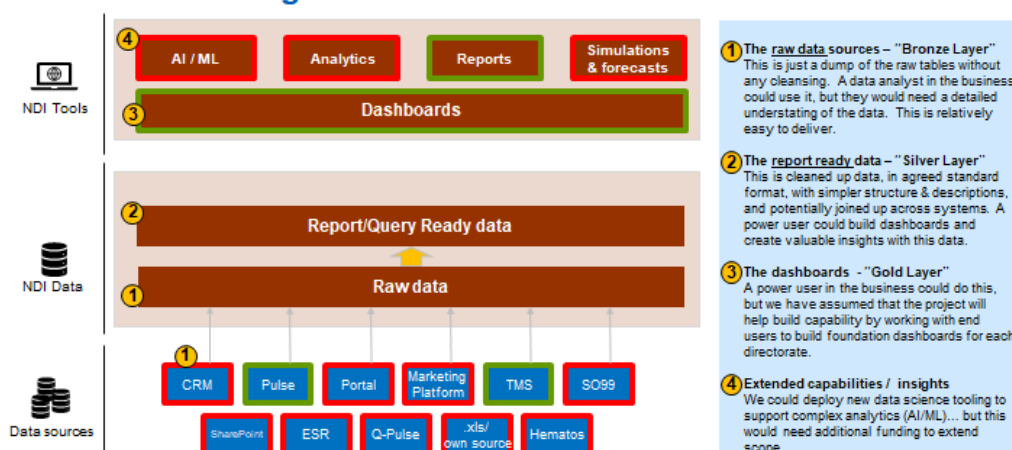 4
AI / ML
Analytics
Reports
Simulations
& forecasts
NDI Tools
3
Dashboards
2
Report/Query Ready data
NDI Data
1
Raw data
1
CRM
Pulse
Portal
Marketing
Platform
TMS
SO99
Data sources
SharePoint
ESR
Q-Pulse
.xls/
own source
Hematos
1 The raw data sources – "Bronze Layer"
This is just a dump of the raw tables without
any cleansing. A data analyst in the business
could use it, but they would need a detailed
understating of the data. This is relatively
easy to deliver.
2 The report ready data – "Silver Layer"
This is cleaned up data, in agreed standard
format, with simpler structure & descriptions,
and potentially joined up across systems. A
power user could build dashboards and
create valuable insights with this data.
3 The dashboards - "Gold Layer"
A power user in the business could do this,
but we have assumed that the project will
help build capability by working with end
users to build foundation dashboards for each
directorate.
4 Extended capabilities / insights
We could deploy new data science tooling to
support complex analytics (AI/ML)... but this
would need additional funding to extend
scope